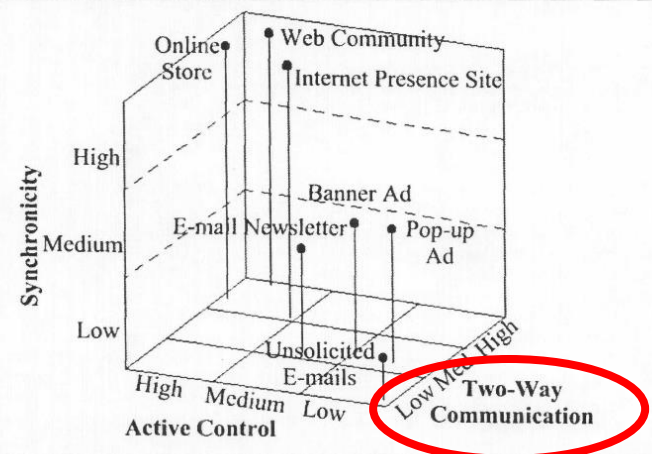 Online
Store
Web Community
Internet Presence Site
High
Banner Ad
E-mail Newsletter
Pop-up
Ad
Medium
Synchronicity
Low
Unsolicited
E-mails
High
Medium
Low
Low
Med.
High
Two-Way
Communication
Active Control